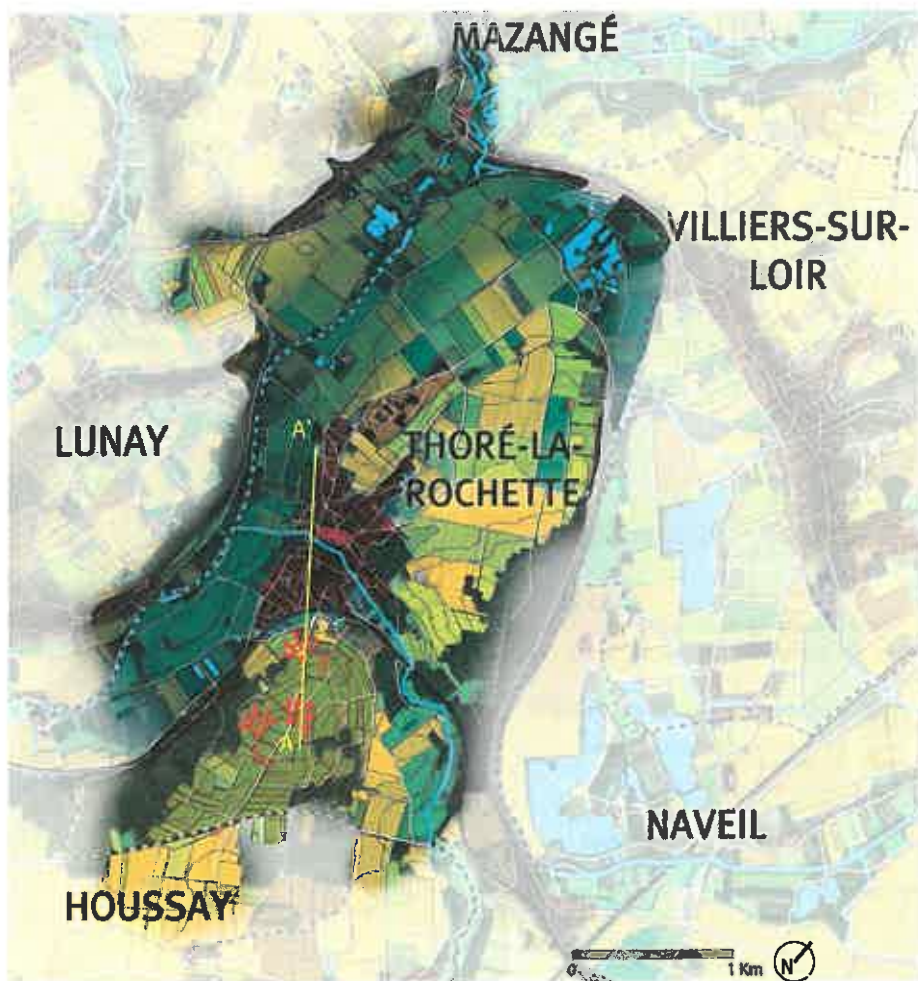 MAZANGÉ
VILLIERS-SUR-
LOIR
LUNAY
A'
THORÉ-LA-
ROCHETTE
A
NAVEIL
HOUSSAY
0
1 Km
N